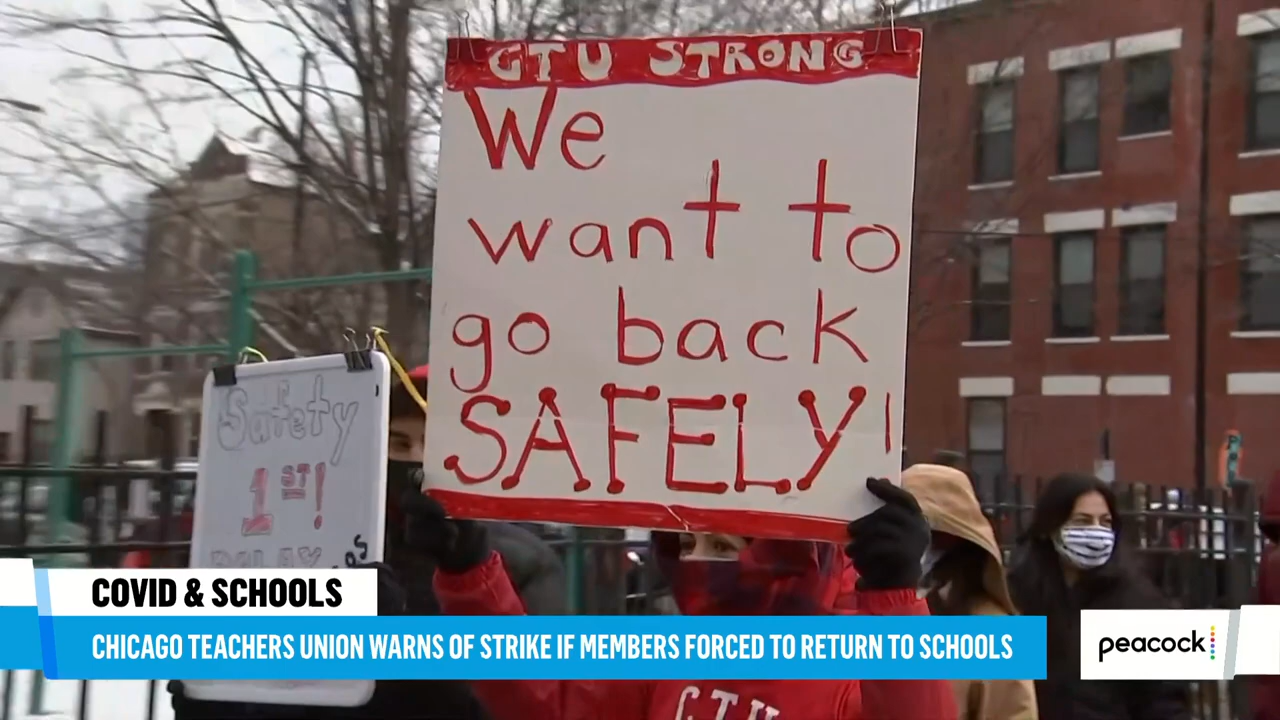 CTU STRONG
We
want to
go back
SAFELY!
Safety
1ST!
COVID & SCHOOLS
CHICAGO TEACHERS UNION WARNS OF STRIKE IF MEMBERS FORCED TO RETURN TO SCHOOLS
peacock
CTU